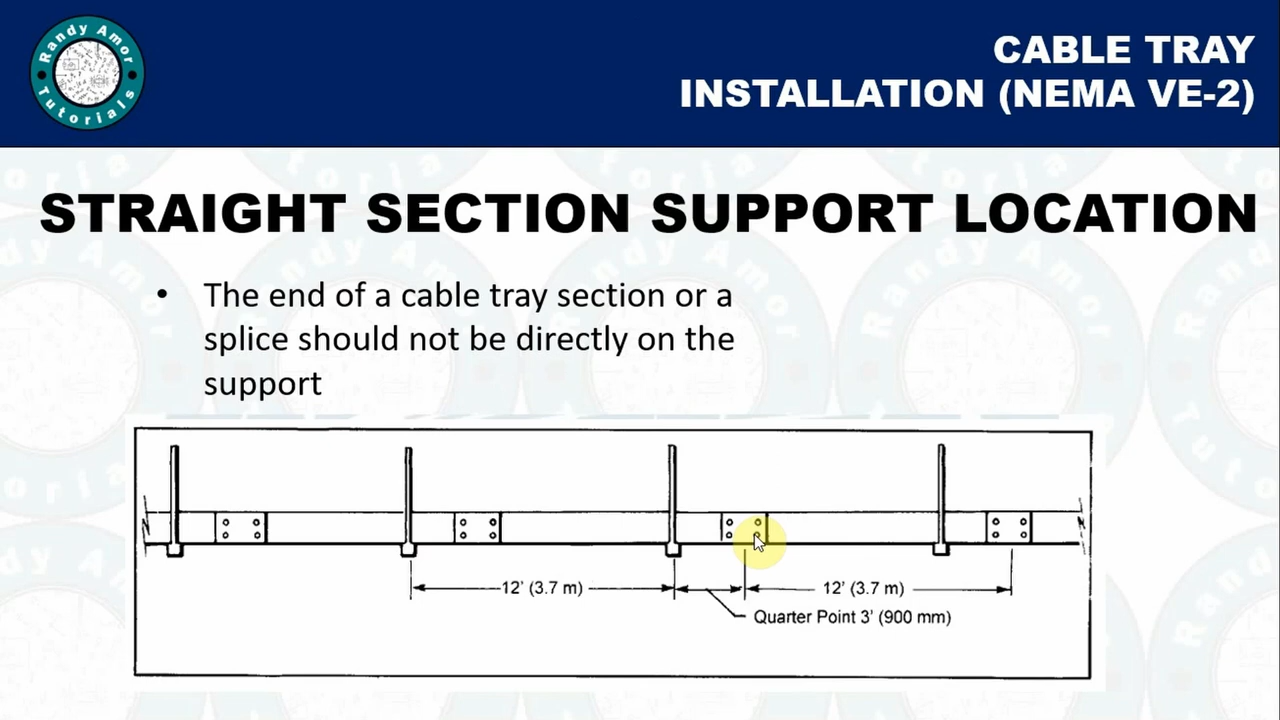 Randy Amor
Tutorials
CABLE TRAY
INSTALLATION (NEMA VE-2)
STRAIGHT SECTION SUPPORT LOCATION
• The end of a cable tray section or a
splice should not be directly on the
support
12' (3.7 m)
12' (3.7 m)
Quarter Point 3' (900 mm)